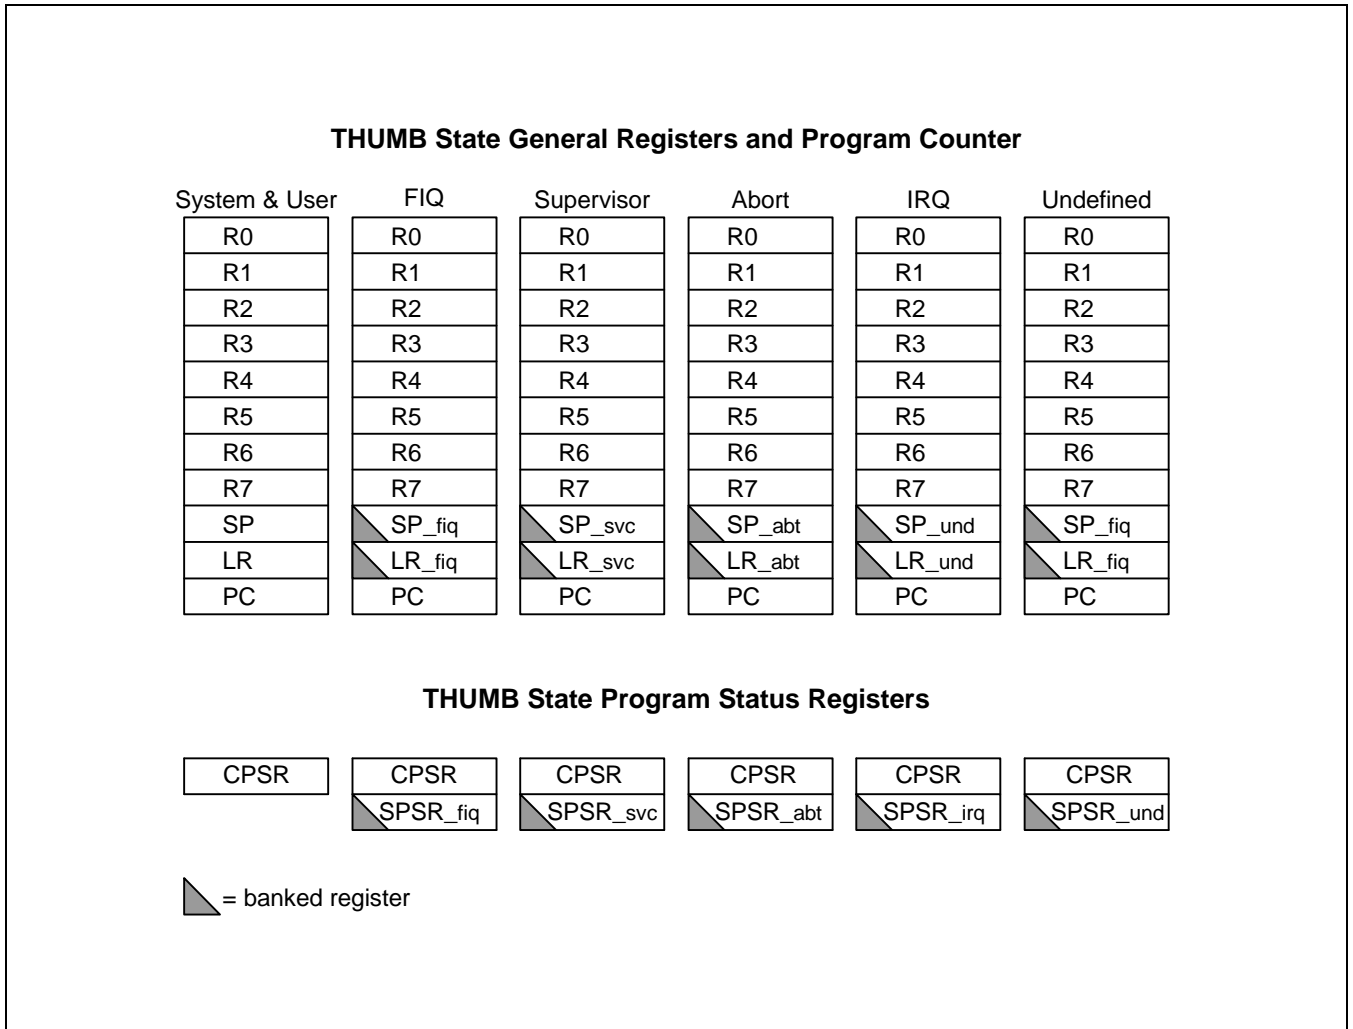 THUMB State General Registers and Program Counter
System & User FIQ Supervisor Abort IRQ Undefined
R0 R0 R0 R0 R0 R0
R1 R1 R1 R1 R1 R1
R2 R2 R2 R2 R2 R2
R3 R3 R3 R3 R3 R3
R4 R4 R4 R4 R4 R4
R5 R5 R5 R5 R5 R5
R6 R6 R6 R6 R6 R6
R7 R7 R7 R7 R7 R7
SP SP_fiq SP_svc SP_abt SP_und SP_fiq
LR LR_fiq LR_svc LR_abt LR_und LR_fiq
PC PC PC PC PC PC
THUMB State Program Status Registers
CPSR CPSR CPSR CPSR CPSR CPSR
SPSR_fiq SPSR_svc SPSR_abt SPSR_irq SPSR_und
= banked register